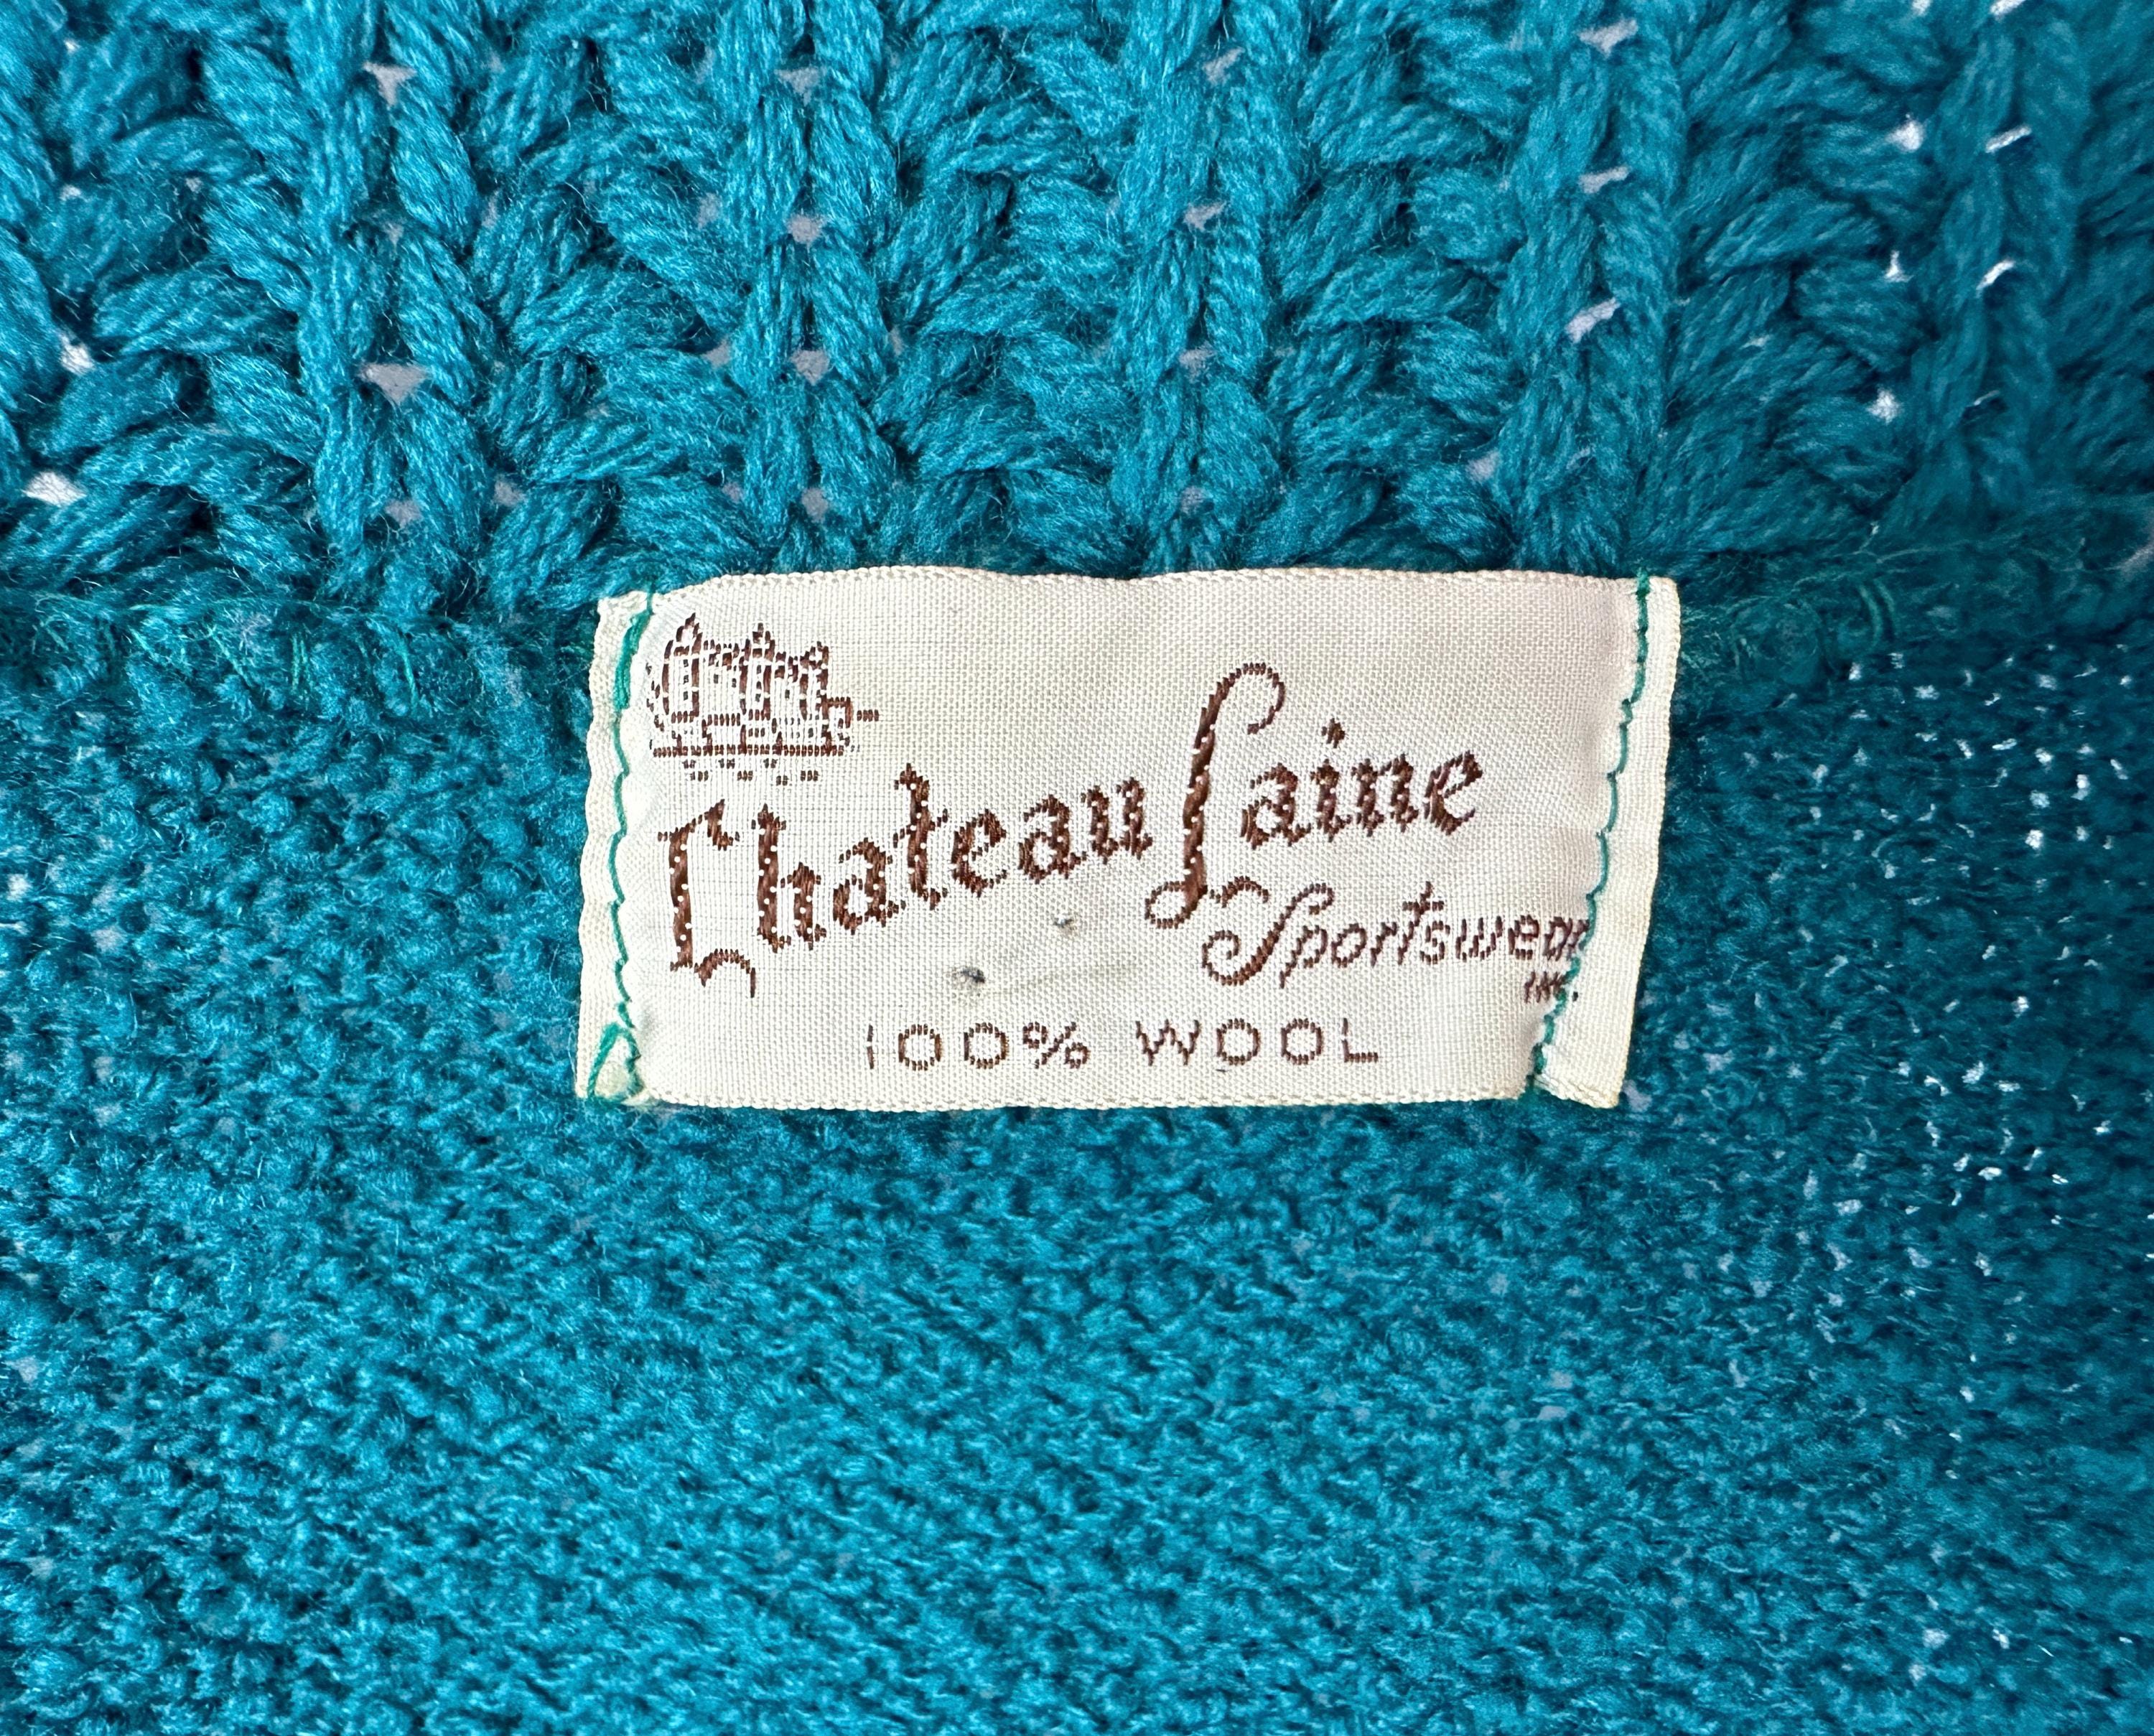 Chateau Laine
Sportswear
INC.
100% WOOL